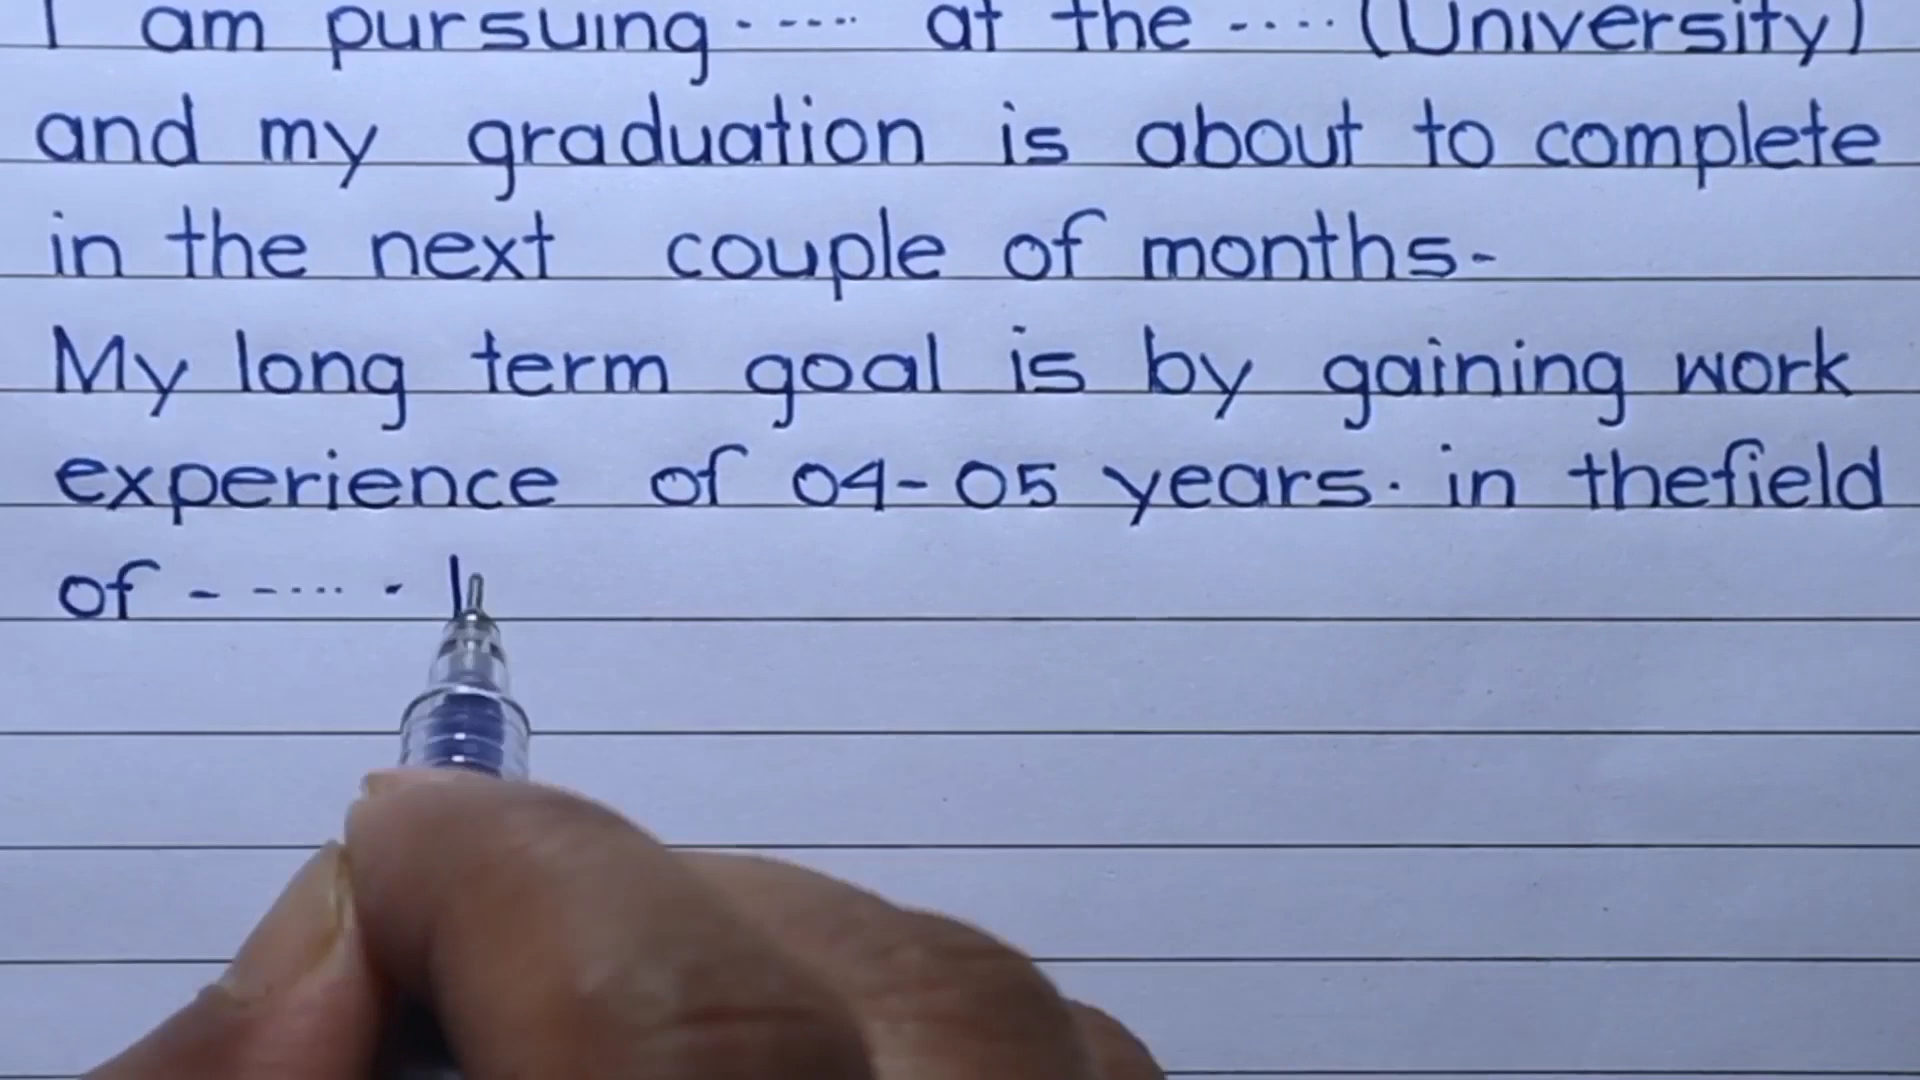 I am pursuing - ---- at the - ---- (University)
and my graduation is about to complete
in the next couple of months-
My long term goal is by gaining work
experience of 04-05 years. in thefield
of - ----- -